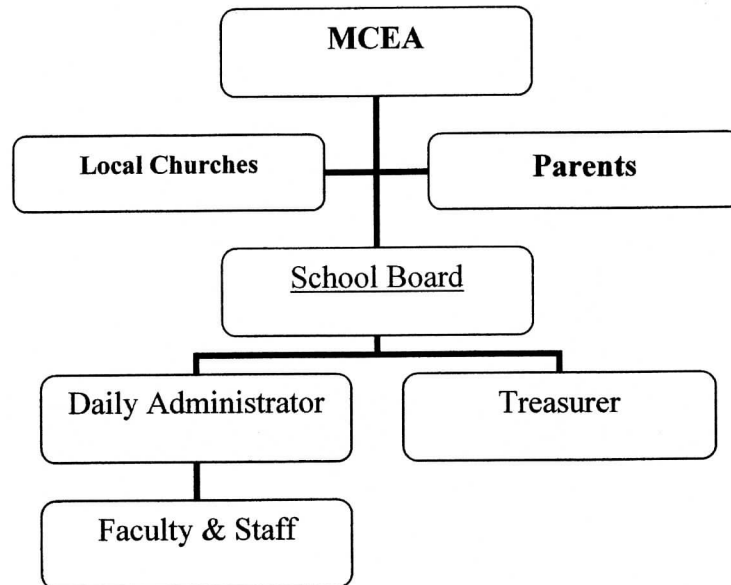 MCEA
Local Churches
Parents
School Board
Daily Administrator
Treasurer
Faculty & Staff